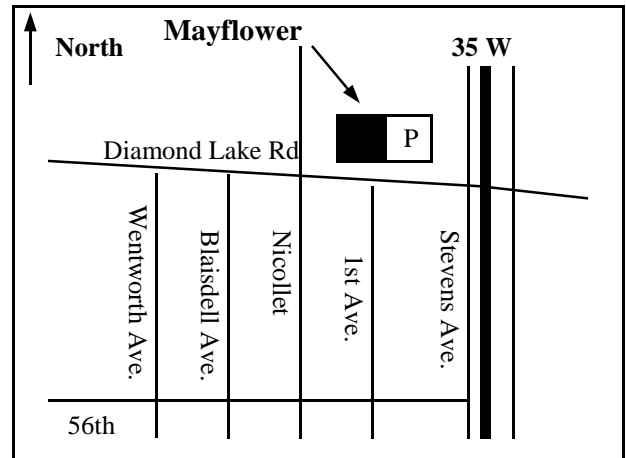 Mayflower
North
35 W
P
Diamond Lake Rd
Wentworth Ave.
Blaisdell Ave.
Nicollet
1st Ave.
Stevens Ave.
56th